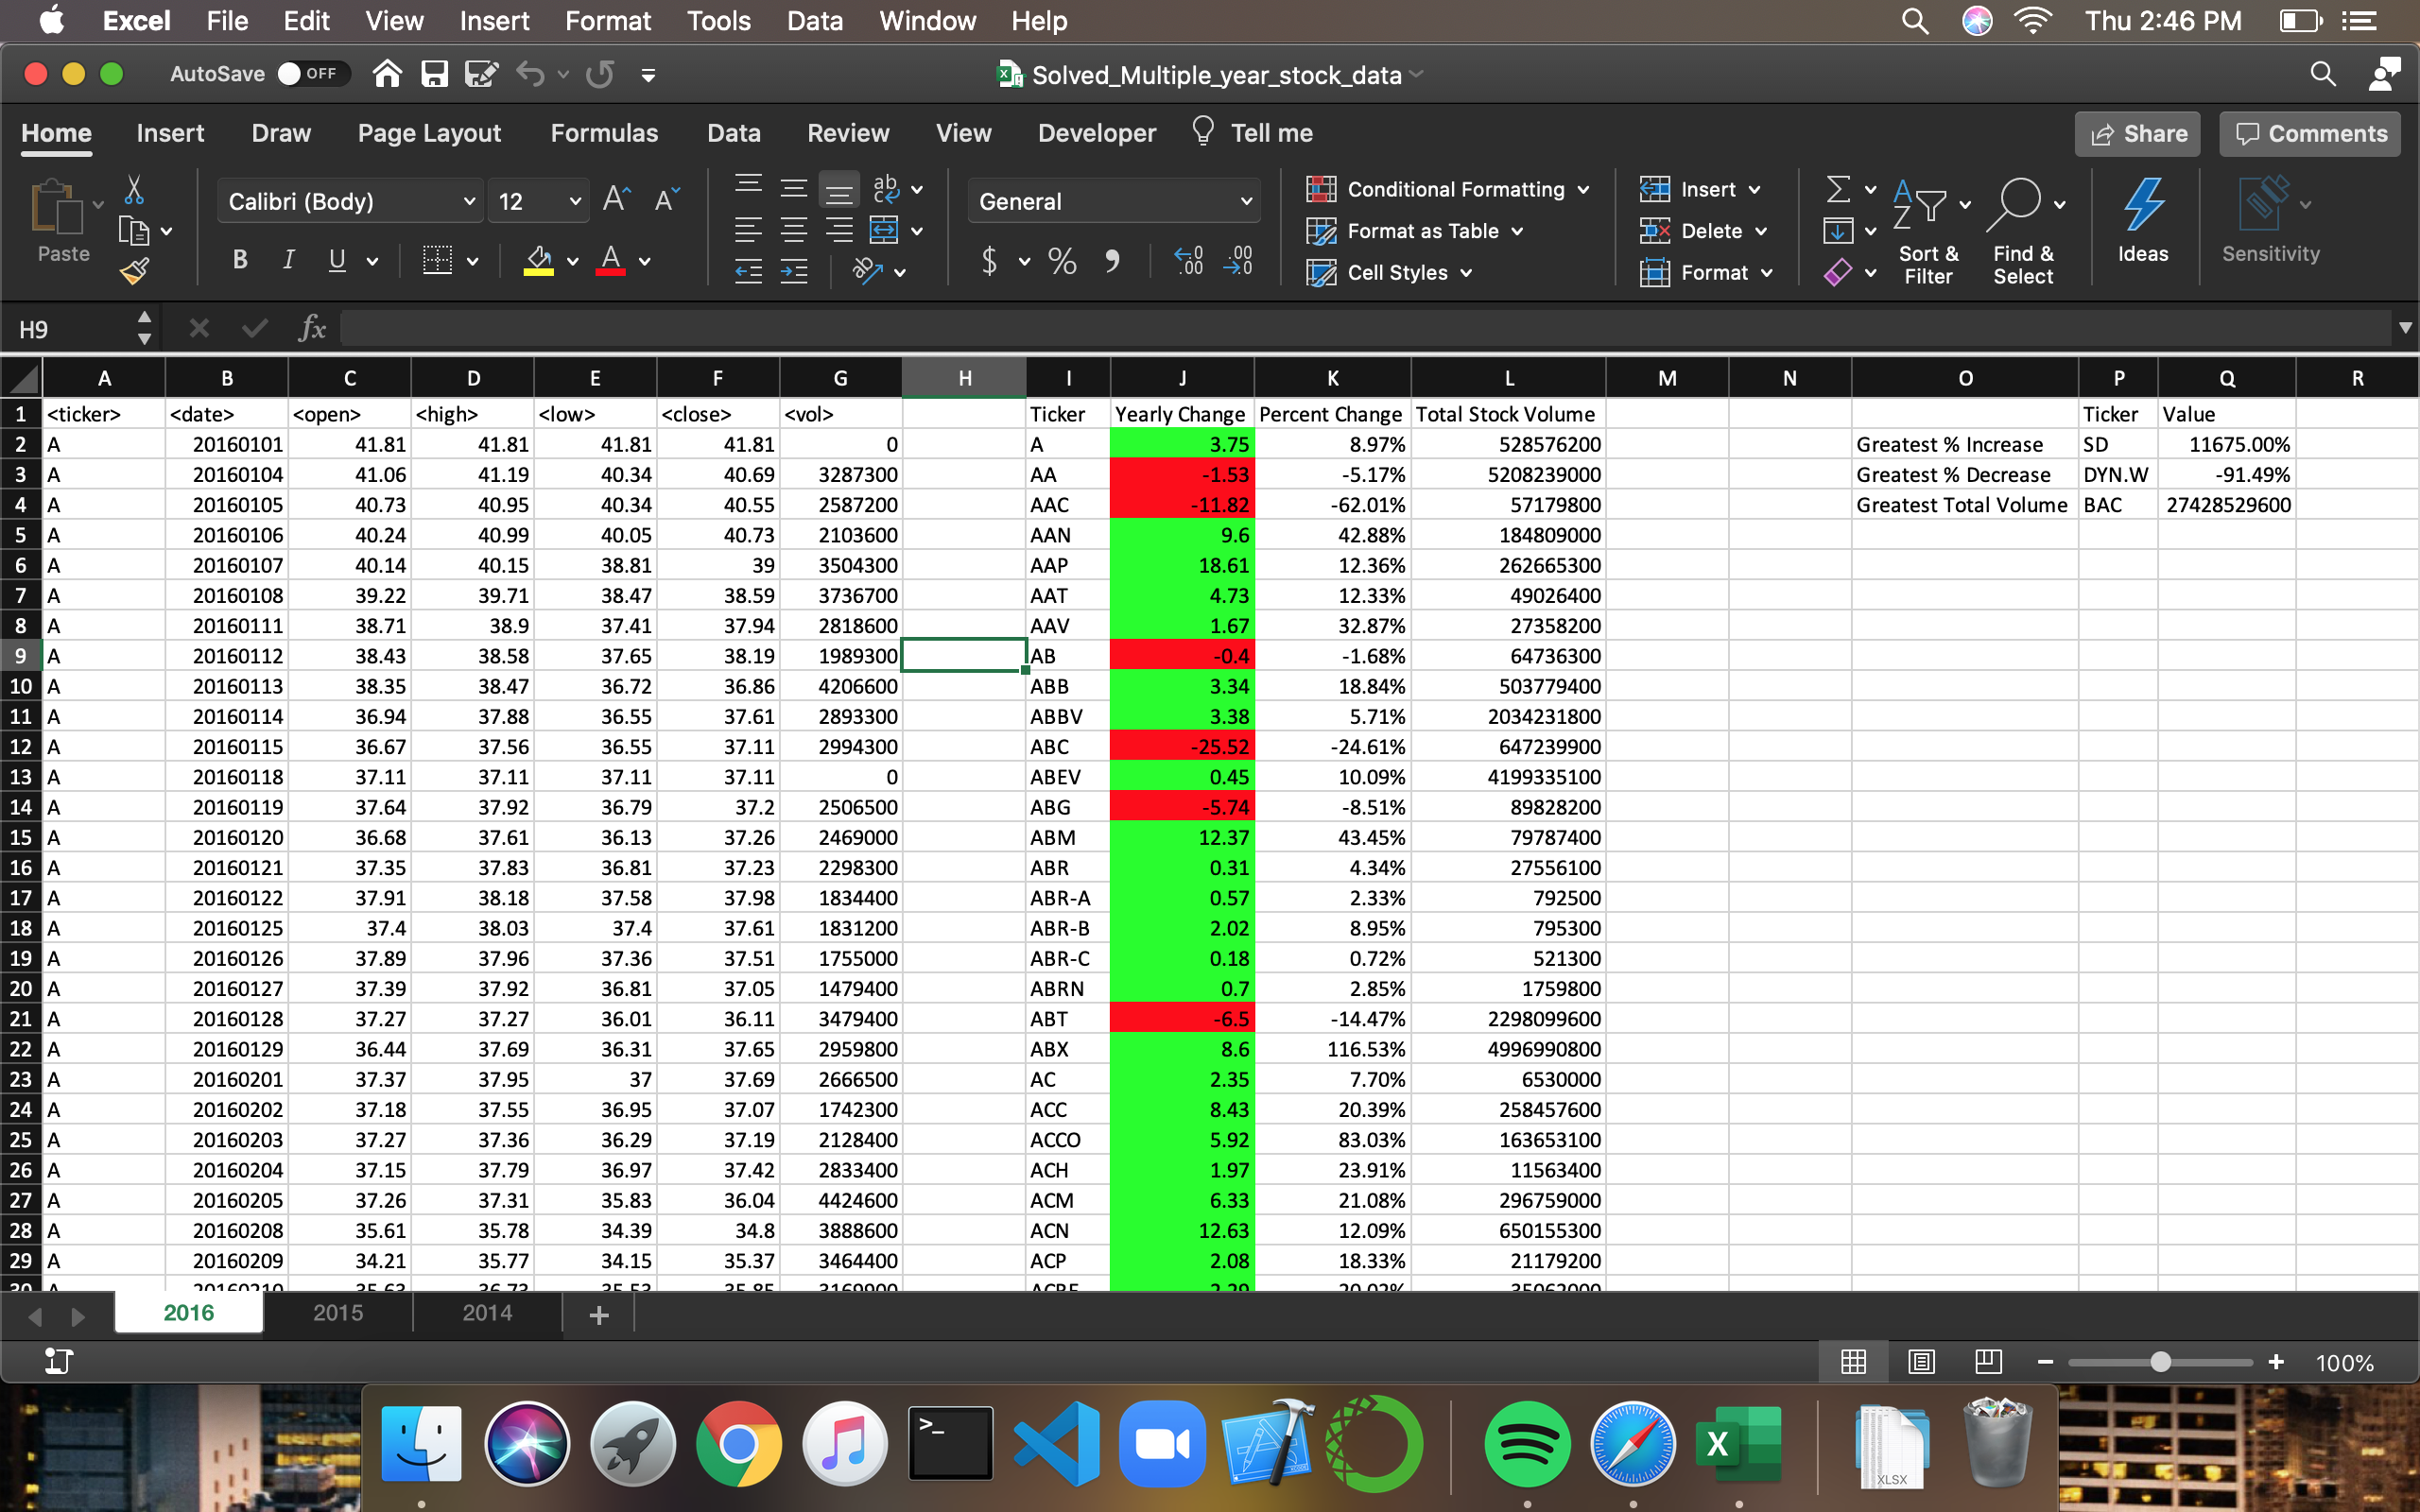 Excel File Edit View Insert Format Tools Data Window Help Thu 2:46 PM
AutoSave OFF Solved_Multiple_year_stock_data
Home Insert Draw Page Layout Formulas Data Review View Developer Tell me Share Comments
Paste Calibri (Body) 12 General Conditional Formatting Format as Table Cell Styles Insert Delete Format Sort & Filter Find & Select Ideas Sensitivity
H9 fx
A B C D E F G H I J K L M N O P Q R
1 <ticker> <date> <open> <high> <low> <close> <vol> Ticker Yearly Change Percent Change Total Stock Volume Ticker Value
2 A 20160101 41.81 41.81 41.81 41.81 0 A 3.75 8.97% 528576200 Greatest % Increase SD 11675.00%
3 A 20160104 41.06 41.19 40.34 40.69 3287300 AA -1.53 -5.17% 5208239000 Greatest % Decrease DYN.W -91.49%
4 A 20160105 40.73 40.95 40.34 40.55 2587200 AAC -11.82 -62.01% 57179800 Greatest Total Volume BAC 27428529600
5 A 20160106 40.24 40.99 40.05 40.73 2103600 AAN 9.6 42.88% 184809000
6 A 20160107 40.14 40.15 38.81 39 3504300 AAP 18.61 12.36% 262665300
7 A 20160108 39.22 39.71 38.47 38.59 3736700 AAT 4.73 12.33% 49026400
8 A 20160111 38.71 38.9 37.41 37.94 2818600 AAV 1.67 32.87% 27358200
9 A 20160112 38.43 38.58 37.65 38.19 1989300 AB -0.4 -1.68% 64736300
10 A 20160113 38.35 38.47 36.72 36.86 4206600 ABB 3.34 18.84% 503779400
11 A 20160114 36.94 37.88 36.55 37.61 2893300 ABBV 3.38 5.71% 2034231800
12 A 20160115 36.67 37.56 36.55 37.11 2994300 ABC -25.52 -24.61% 647239900
13 A 20160118 37.11 37.11 37.11 37.11 0 ABEV 0.45 10.09% 4199335100
14 A 20160119 37.64 37.92 36.79 37.2 2506500 ABG -5.74 -8.51% 89828200
15 A 20160120 36.68 37.61 36.13 37.26 2469000 ABM 12.37 43.45% 79787400
16 A 20160121 37.35 37.83 36.81 37.23 2298300 ABR 0.31 4.34% 27556100
17 A 20160122 37.91 38.18 37.58 37.98 1834400 ABR-A 0.57 2.33% 792500
18 A 20160125 37.4 38.03 37.4 37.61 1831200 ABR-B 2.02 8.95% 795300
19 A 20160126 37.89 37.96 37.36 37.51 1755000 ABR-C 0.18 0.72% 521300
20 A 20160127 37.39 37.92 36.81 37.05 1479400 ABRN 0.7 2.85% 1759800
21 A 20160128 37.27 37.27 36.01 36.11 3479400 ABT -6.5 -14.47% 2298099600
22 A 20160129 36.44 37.69 36.31 37.65 2959800 ABX 8.6 116.53% 4996990800
23 A 20160201 37.37 37.95 37 37.69 2666500 AC 2.35 7.70% 6530000
24 A 20160202 37.18 37.55 36.95 37.07 1742300 ACC 8.43 20.39% 258457600
25 A 20160203 37.27 37.36 36.29 37.19 2128400 ACCO 5.92 83.03% 163653100
26 A 20160204 37.15 37.79 36.97 37.42 2833400 ACH 1.97 23.91% 11563400
27 A 20160205 37.26 37.31 35.83 36.04 4424600 ACM 6.33 21.08% 296759000
28 A 20160208 35.61 35.78 34.39 34.8 3888600 ACN 12.63 12.09% 650155300
29 A 20160209 34.21 35.77 34.15 35.37 3464400 ACP 2.08 18.33% 21179200
2016 2015 2014 +
100%
XLSX